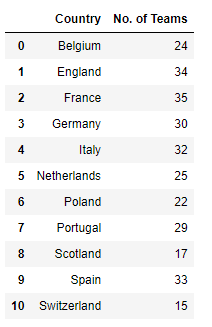 Country No. of Teams
0 Belgium 24
1 England 34
2 France 35
3 Germany 30
4 Italy 32
5 Netherlands 25
6 Poland 22
7 Portugal 29
8 Scotland 17
9 Spain 33
10 Switzerland 15